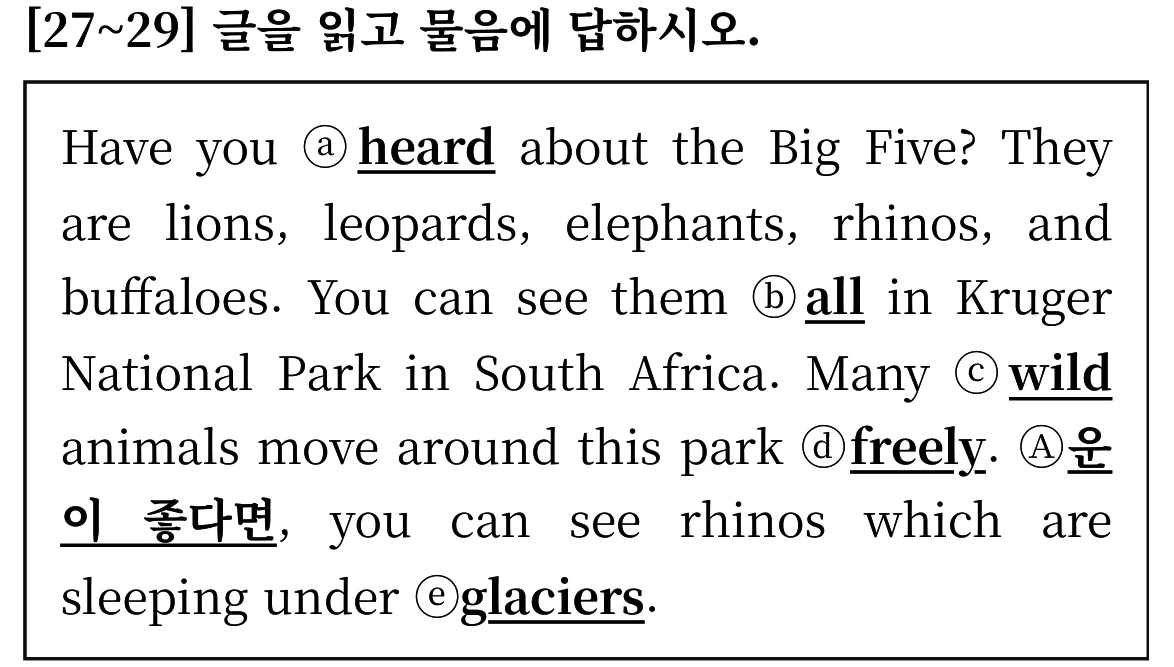 [27~29] 글을 읽고 물음에 답하시오.
Have you ⓐheard about the Big Five? They
are lions, leopards, elephants, rhinos, and
buffaloes. You can see them ⓑall in Kruger
National Park in South Africa. Many ⓒwild
animals move around this park ⓓfreely. Ⓐ운
이 좋다면, you can see rhinos which are
sleeping under ⓔglaciers.